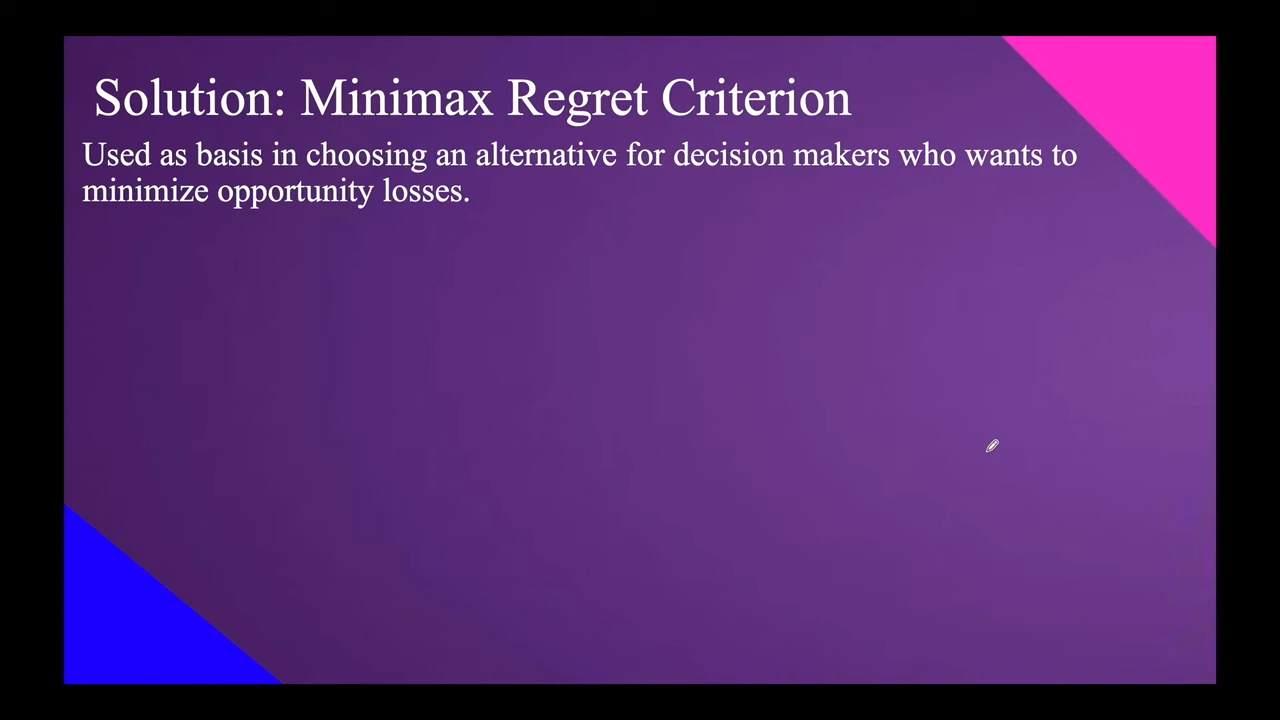 Solution: Minimax Regret Criterion
Used as basis in choosing an alternative for decision makers who wants to
minimize opportunity losses.